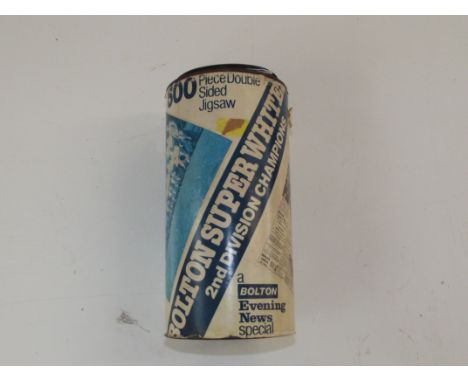 500 Piece Double
Sided
Jigsaw
BOLTON SUPER WHITES
2nd DIVISION CHAMPIONS
a
BOLTON
Evening
News
special